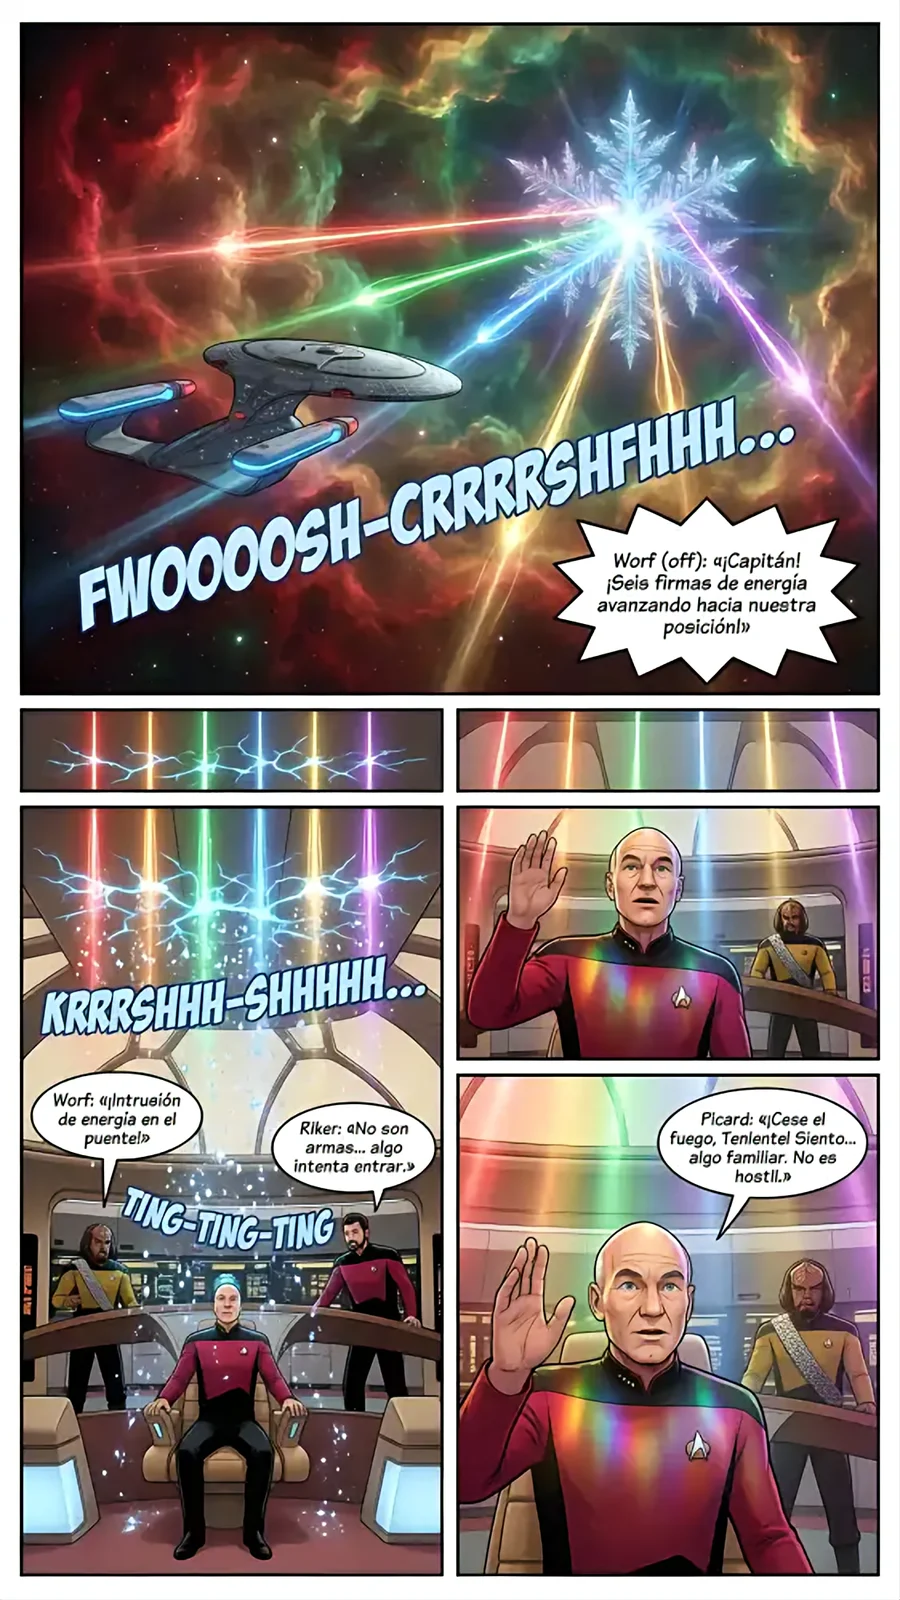 FWOOOOSH-CRRRRSHFHHH...
Worf (off): «¡Capitán!
¡Seis firmas de energía
avanzando hacia nuestra
posición!»
KRRRSHHH-SHHHHH...
Worf: «¡Intrusión
de energía en el
puente!»
Riker: «No son
armas... algo
intenta entrar.»
TING-TING-TING
Picard: «¡Cese el
fuego, Teniente! Siento...
algo familiar. No es
hostil.»